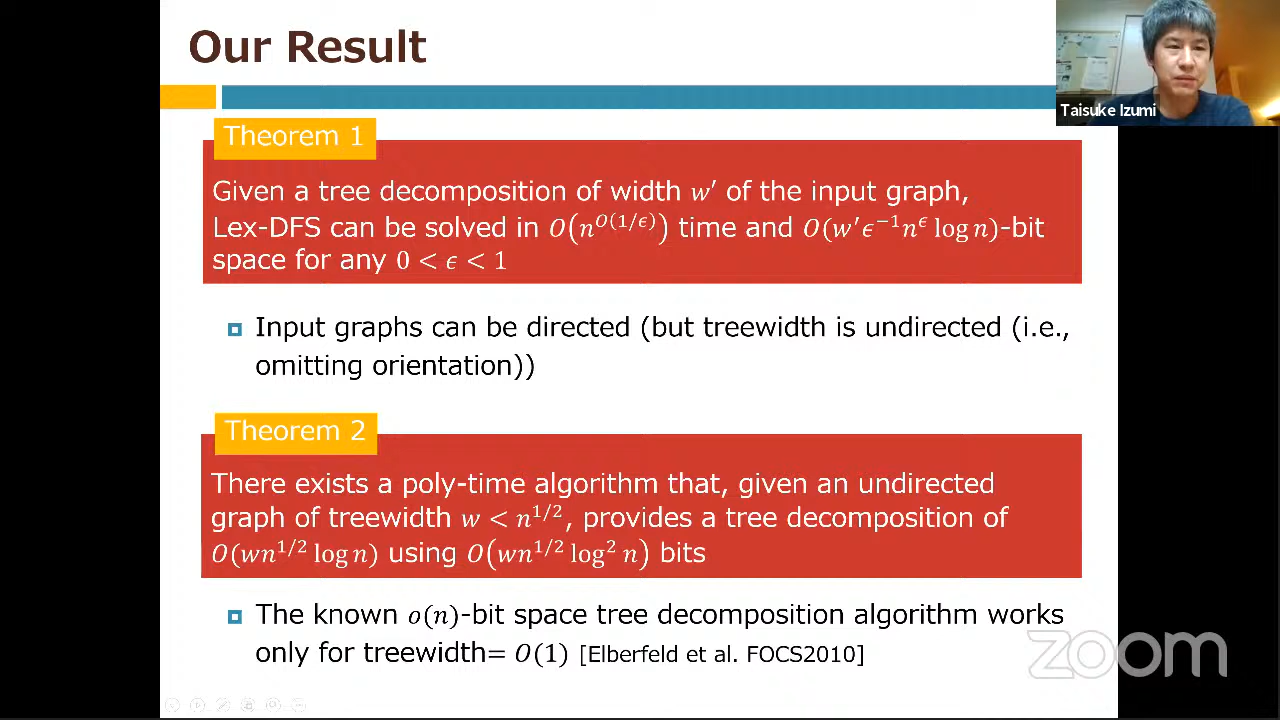 Our Result
Taisuke Izumi
Theorem 1
Given a tree decomposition of width w′ of the input graph,
Lex-DFS can be solved in O(n^{O(1/ϵ)}) time and O(w′ϵ^{−1}n^{ϵ} log n)-bit
space for any 0 < ϵ < 1
Input graphs can be directed (but treewidth is undirected (i.e.,
omitting orientation))
Theorem 2
There exists a poly-time algorithm that, given an undirected
graph of treewidth w < n^{1/2}, provides a tree decomposition of
O(wn^{1/2} log n) using O(wn^{1/2} log^2 n) bits
The known o(n)-bit space tree decomposition algorithm works
only for treewidth= O(1) [Elberfeld et al. FOCS2010]
zoom